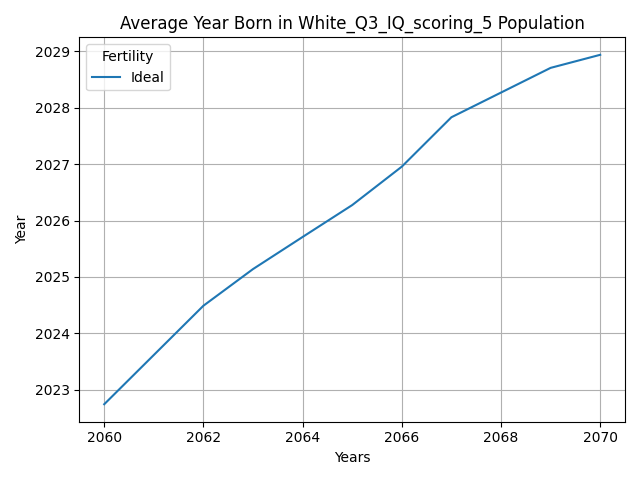 Average Year Born in White_Q3_IQ_scoring_5 Population
Fertility
Ideal
2029
2028
2027
2026
2025
2024
2023
Year
2060 2062 2064 2066 2068 2070
Years